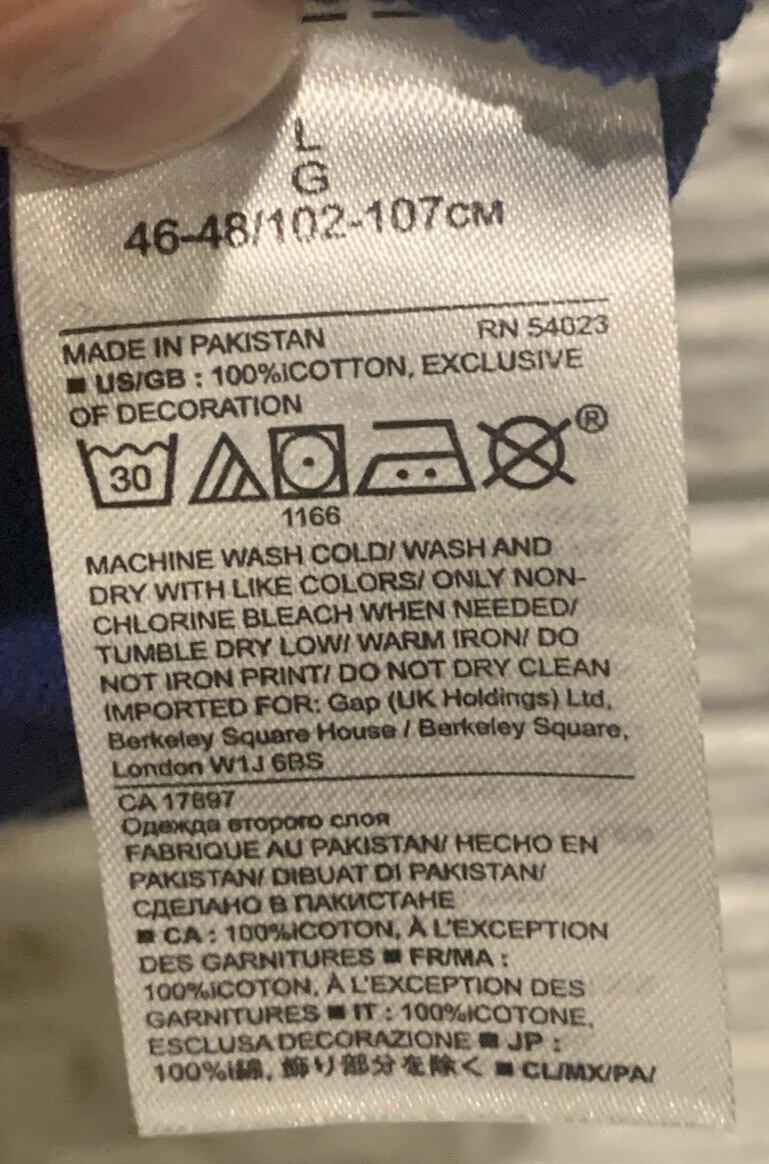 L
G
46-48/102-107CM
MADE IN PAKISTAN RN 54023
■ US/GB : 100%ICOTTON, EXCLUSIVE
OF DECORATION
30 ®
1166
MACHINE WASH COLD/ WASH AND
DRY WITH LIKE COLORS/ ONLY NON-
CHLORINE BLEACH WHEN NEEDED/
TUMBLE DRY LOW/ WARM IRON/ DO
NOT IRON PRINT/ DO NOT DRY CLEAN
IMPORTED FOR: Gap (UK Holdings) Ltd,
Berkeley Square House / Berkeley Square,
London W1J 6BS
CA 17897
Одежда второго слоя
FABRIQUE AU PAKISTAN/ HECHO EN
PAKISTAN/ DIBUAT DI PAKISTAN/
СДЕЛАНО В ПАКИСТАНЕ
■ CA : 100%ICOTON, À L'EXCEPTION
DES GARNITURES ■ FR/MA :
100%ICOTON, À L'EXCEPTION DES
GARNITURES ■ IT : 100%ICOTONE,
ESCLUSA DECORAZIONE ■ JP :
100%I綿, 飾り部分を除く ■ CL/MX/PA/